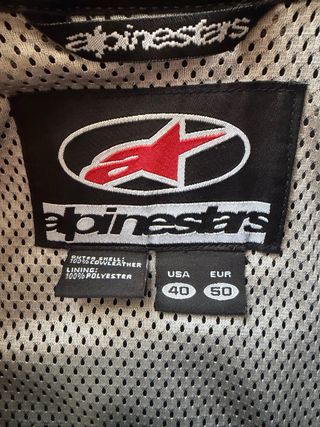 alpinestars
alpinestars
OUTER SHELL:
100%COWLEATHER
LINING:
100%POLYESTER
USA
40
EUR
50